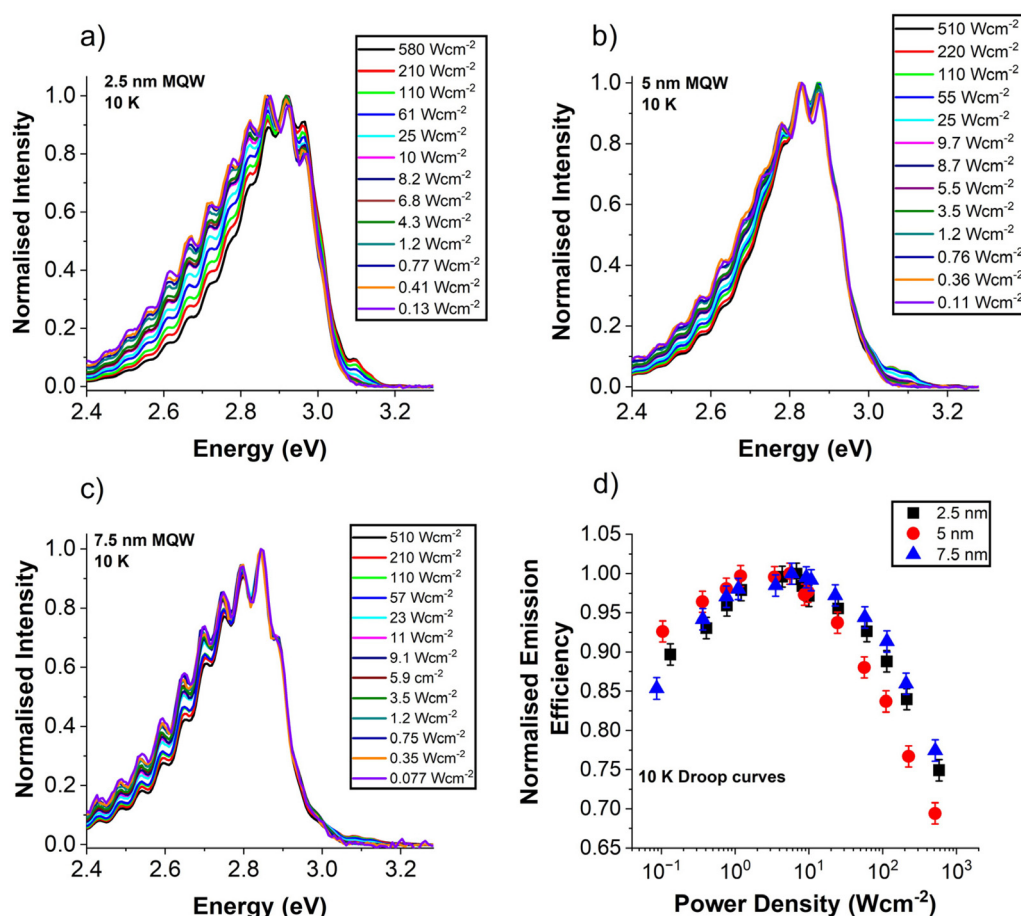 a)
2.5 nm MQW
10 K
580 Wcm-2
210 Wcm-2
110 Wcm-2
61 Wcm-2
25 Wcm-2
10 Wcm-2
8.2 Wcm-2
6.8 Wcm-2
4.3 Wcm-2
1.2 Wcm-2
0.77 Wcm-2
0.41 Wcm-2
0.13 Wcm-2
Normalised Intensity
1.0
0.8
0.6
0.4
0.2
0.0
2.4 2.6 2.8 3.0 3.2
Energy (eV)
b)
5 nm MQW
10 K
510 Wcm-2
220 Wcm-2
110 Wcm-2
55 Wcm-2
25 Wcm-2
9.7 Wcm-2
8.7 Wcm-2
5.5 Wcm-2
3.5 Wcm-2
1.2 Wcm-2
0.76 Wcm-2
0.36 Wcm-2
0.11 Wcm-2
Normalised Intensity
1.0
0.8
0.6
0.4
0.2
0.0
2.4 2.6 2.8 3.0 3.2
Energy (eV)
c)
7.5 nm MQW
10 K
510 Wcm-2
210 Wcm-2
110 Wcm-2
57 Wcm-2
23 Wcm-2
11 Wcm-2
9.1 Wcm-2
5.9 cm-2
3.5 Wcm-2
1.2 Wcm-2
0.75 Wcm-2
0.35 Wcm-2
0.077 Wcm-2
Normalised Intensity
1.0
0.8
0.6
0.4
0.2
0.0
2.4 2.6 2.8 3.0 3.2
Energy (eV)
d)
2.5 nm
5 nm
7.5 nm
Normalised Emission
Efficiency
1.05
1.00
0.95
0.90
0.85
0.80
0.75
0.70
0.65
10 K Droop curves
10-1 100 101 102 103
Power Density (Wcm-2)